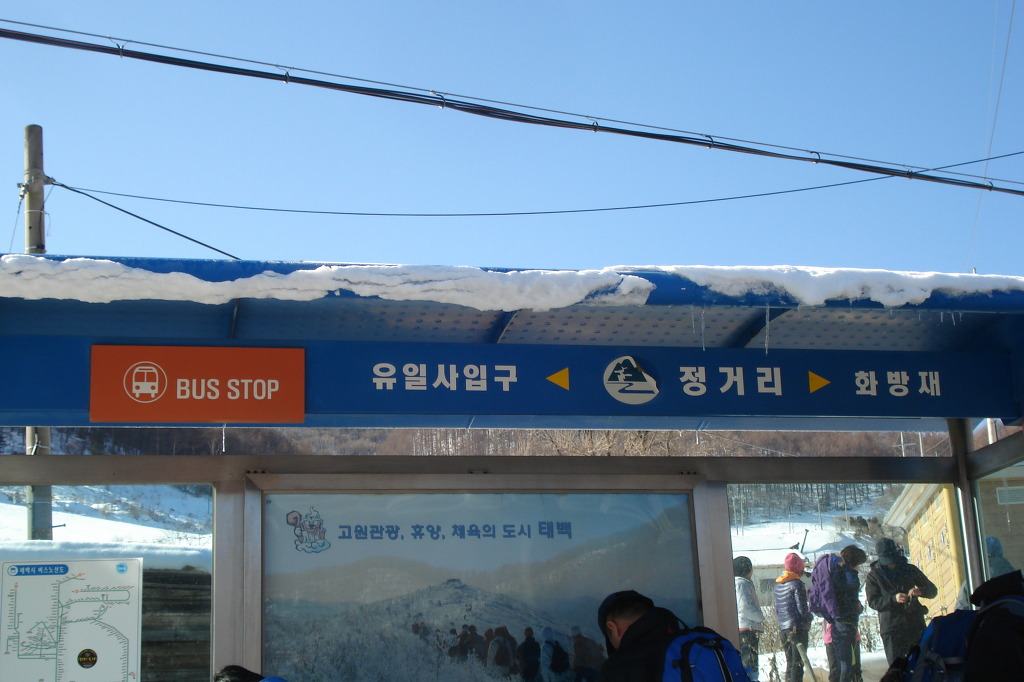 BUS STOP 유일사입구 ◀ 정거리 ▶ 화방재
고원관광, 휴양, 체육의 도시 태백
태백시 버스노선도